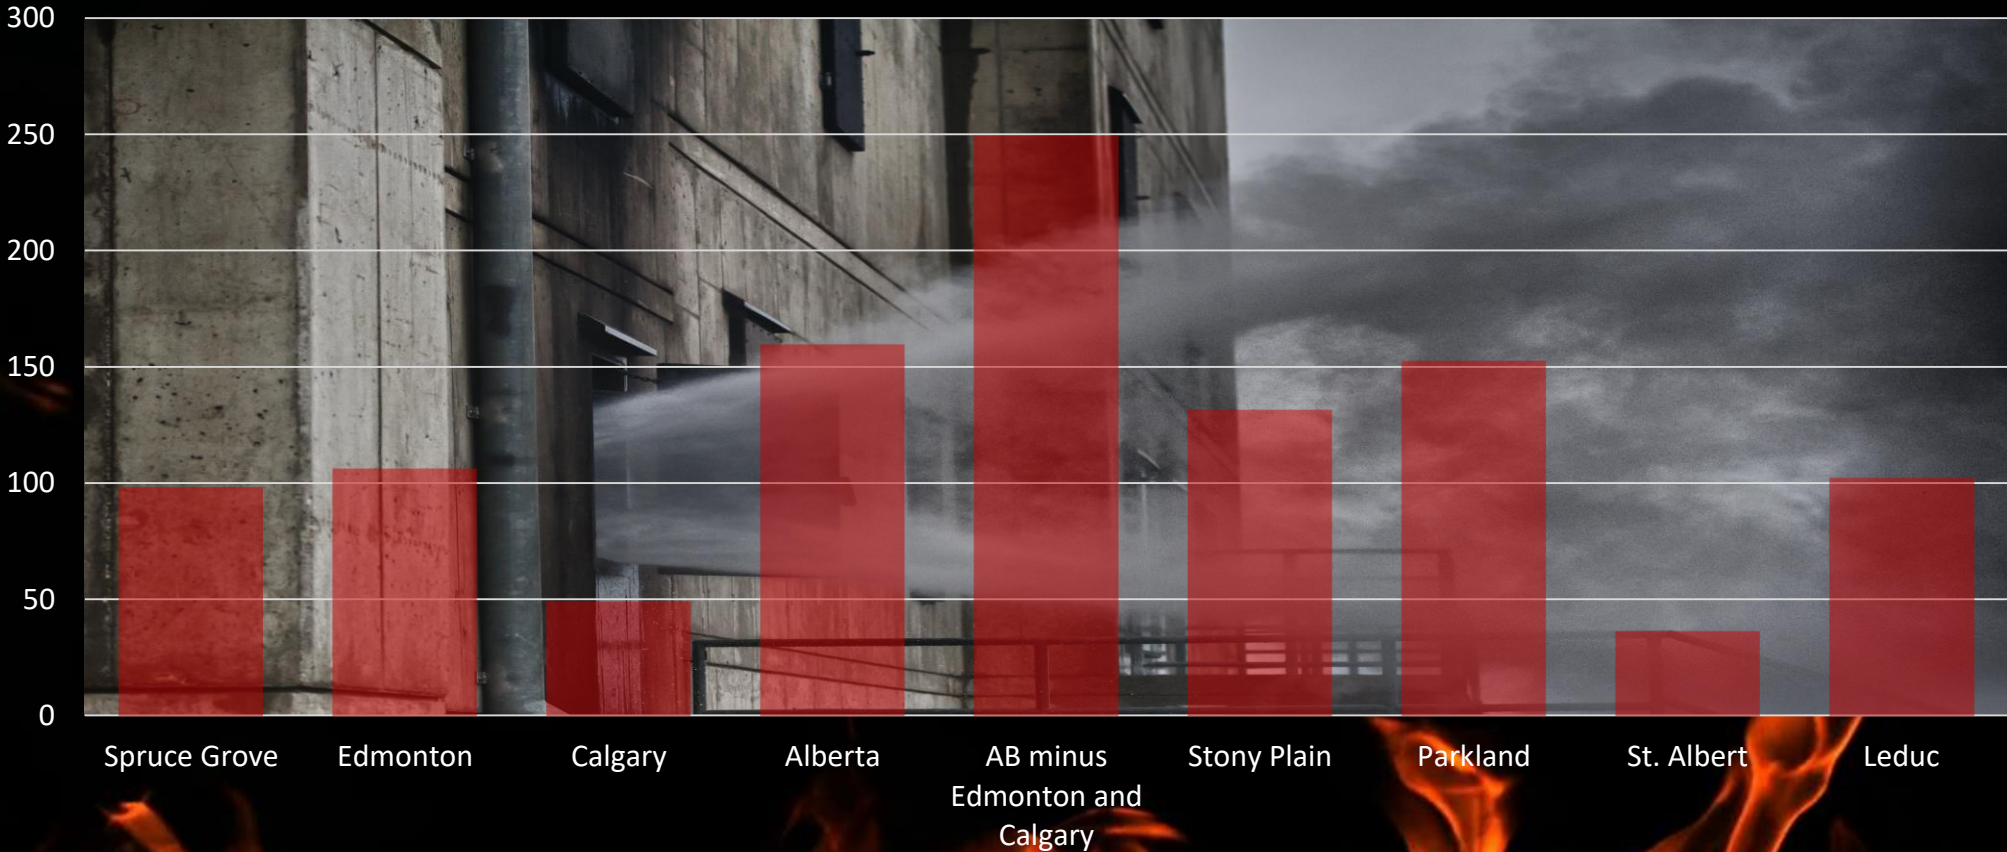 300
250
200
150
100
50
0
Spruce Grove
Edmonton
Calgary
Alberta
AB minus
Edmonton and
Calgary
Stony Plain
Parkland
St. Albert
Leduc